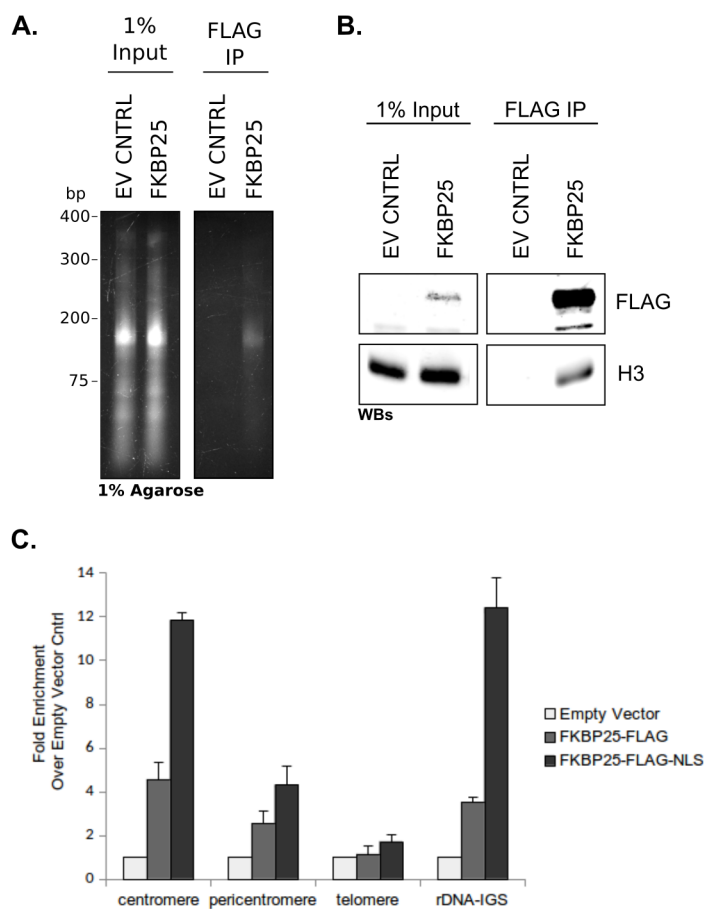 A.
1%
Input
FLAG
IP
EV CNTRL
FKBP25
EV CNTRL
FKBP25
bp
400-
300-
200-
75-
1% Agarose
B.
1% Input
FLAG IP
EV CNTRL
FKBP25
EV CNTRL
FKBP25
FLAG
H3
WBs
C.
Fold Enrichment
Over Empty Vector Cntrl
14
12
10
8
6
4
2
0
centromere
pericentromere
telomere
rDNA-IGS
Empty Vector
FKBP25-FLAG
FKBP25-FLAG-NLS